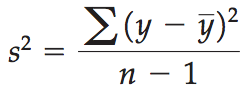 s² = ∑(y − ȳ)² / (n − 1)